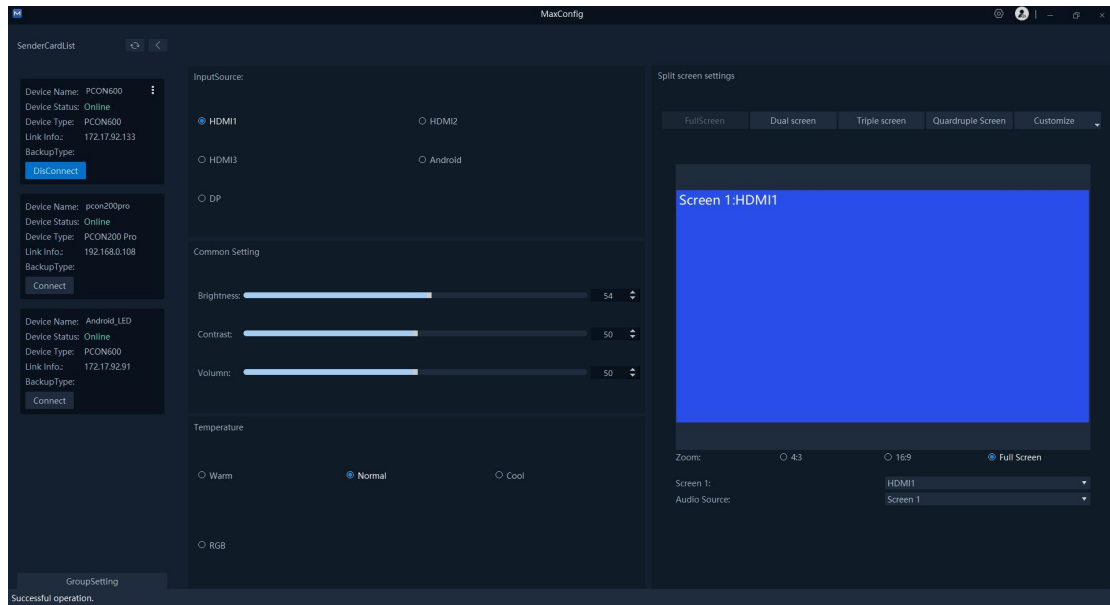 M
MaxConfig
SenderCardList
Device Name: PCON600
Device Status: Online
Device Type: PCON600
Link Info.: 172.17.92.133
BackupType:
DisConnect
Device Name: pcon200pro
Device Status: Online
Device Type: PCON200 Pro
Link Info.: 192.168.0.108
BackupType:
Connect
Device Name: Android_LED
Device Status: Online
Device Type: PCON600
Link Info.: 172.17.92.91
BackupType:
Connect
GroupSetting
Successful operation.
InputSource:
HDMI1 HDMI2
HDMI3 Android
DP
Common Setting
Brightness: 54
Contrast: 50
Volumn: 50
Temperature
Warm Normal Cool
RGB
Split screen settings
FullScreen Dual screen Triple screen Quardruple Screen Customize
Screen 1:HDMI1
Zoom: 4:3 16:9 Full Screen
Screen 1: HDMI1
Audio Source: Screen 1